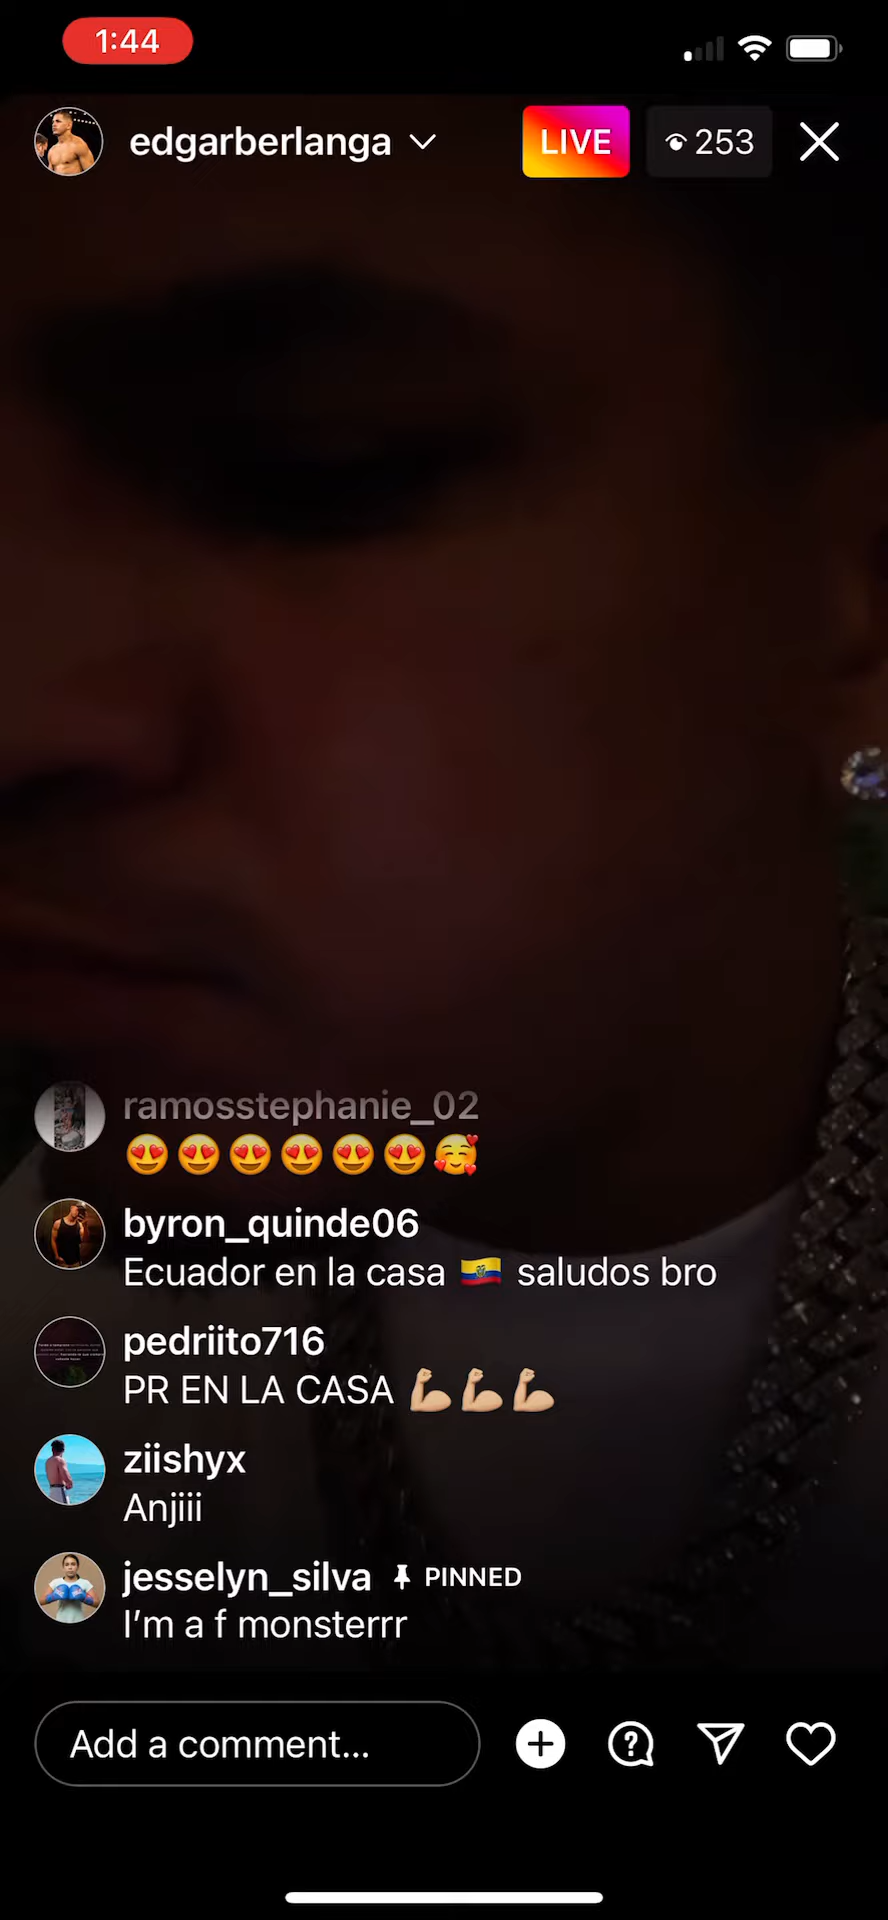 1:44
edgarberlanga
LIVE
253
ramosstephanie_02
😍😍😍😍😍😍🥰
byron_quinde06
Ecuador en la casa 🇪🇨 saludos bro
pedriito716
PR EN LA CASA 💪🏼💪🏼💪🏼
ziishyx
Anjiii
jesselyn_silva PINNED
I’m a f monsterrr
Add a comment...